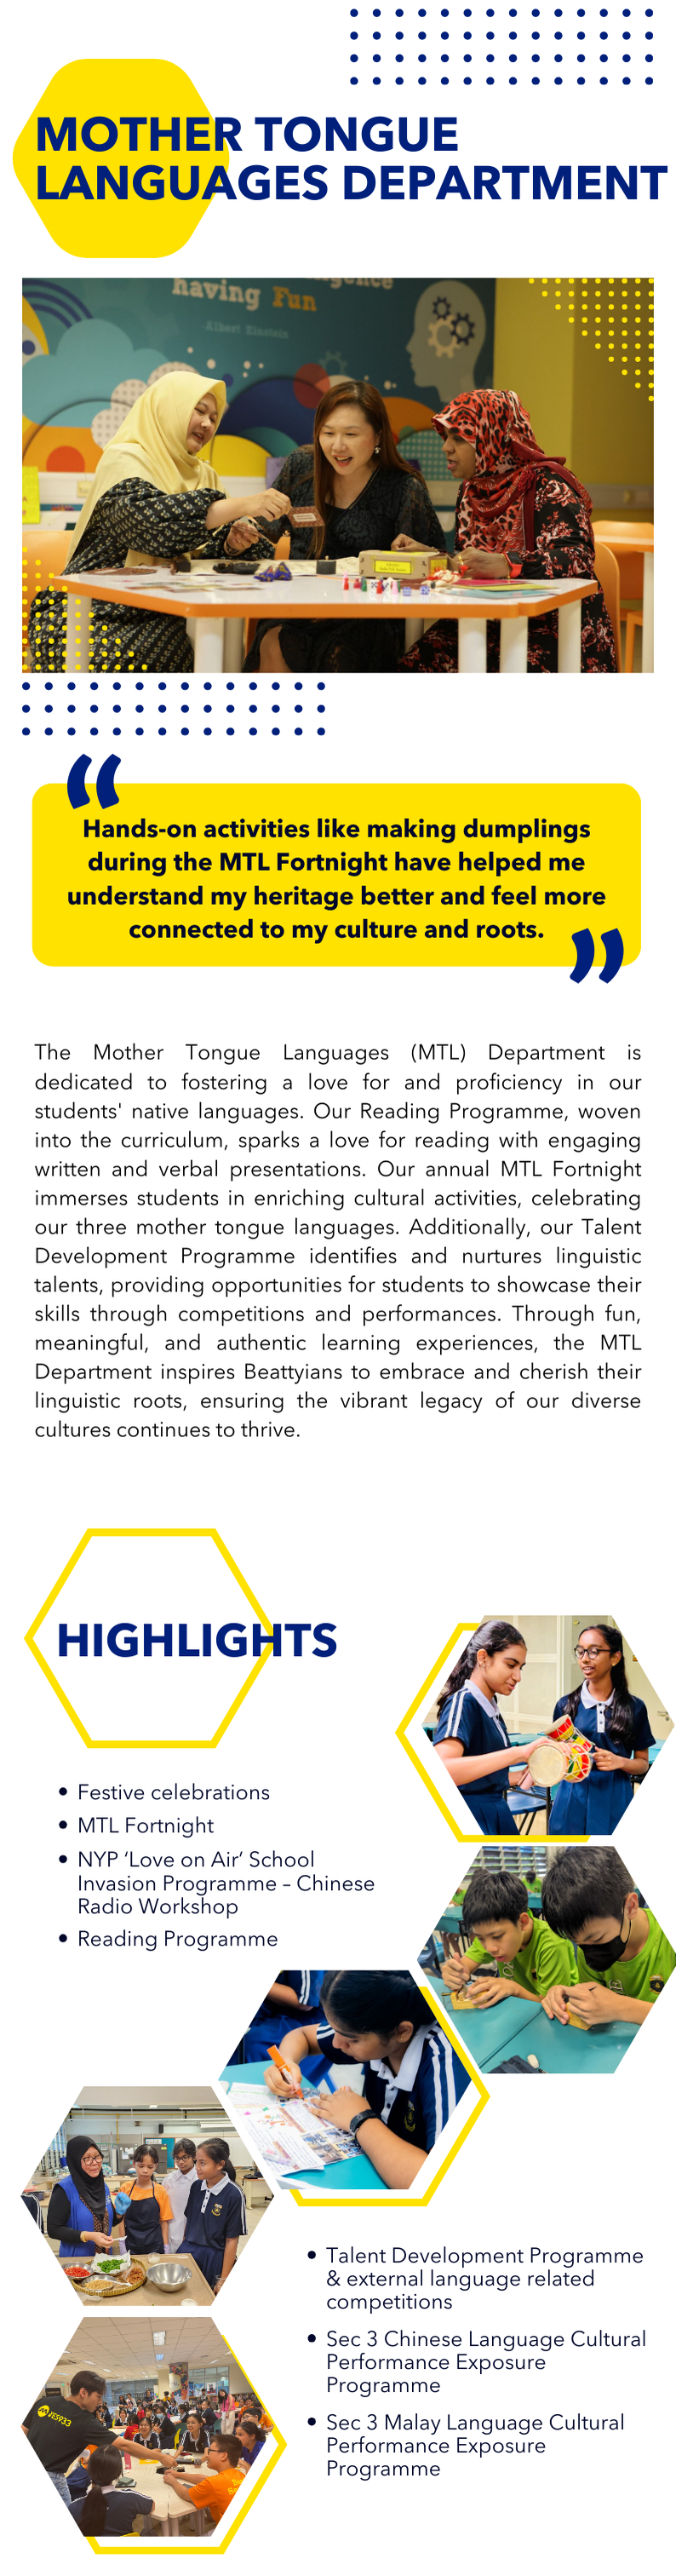 MOTHER TONGUE
LANGUAGES DEPARTMENT
having Fun
Albert Einstein
“
Hands-on activities like making dumplings
during the MTL Fortnight have helped me
understand my heritage better and feel more
connected to my culture and roots.
”
The Mother Tongue Languages (MTL) Department is
dedicated to fostering a love for and proficiency in our
students' native languages. Our Reading Programme, woven
into the curriculum, sparks a love for reading with engaging
written and verbal presentations. Our annual MTL Fortnight
immerses students in enriching cultural activities, celebrating
our three mother tongue languages. Additionally, our Talent
Development Programme identifies and nurtures linguistic
talents, providing opportunities for students to showcase their
skills through competitions and performances. Through fun,
meaningful, and authentic learning experiences, the MTL
Department inspires Beattyians to embrace and cherish their
linguistic roots, ensuring the vibrant legacy of our diverse
cultures continues to thrive.
HIGHLIGHTS
• Festive celebrations
• MTL Fortnight
• NYP ‘Love on Air’ School
Invasion Programme – Chinese
Radio Workshop
• Reading Programme
• Talent Development Programme
& external language related
competitions
• Sec 3 Chinese Language Cultural
Performance Exposure
Programme
• Sec 3 Malay Language Cultural
Performance Exposure
Programme